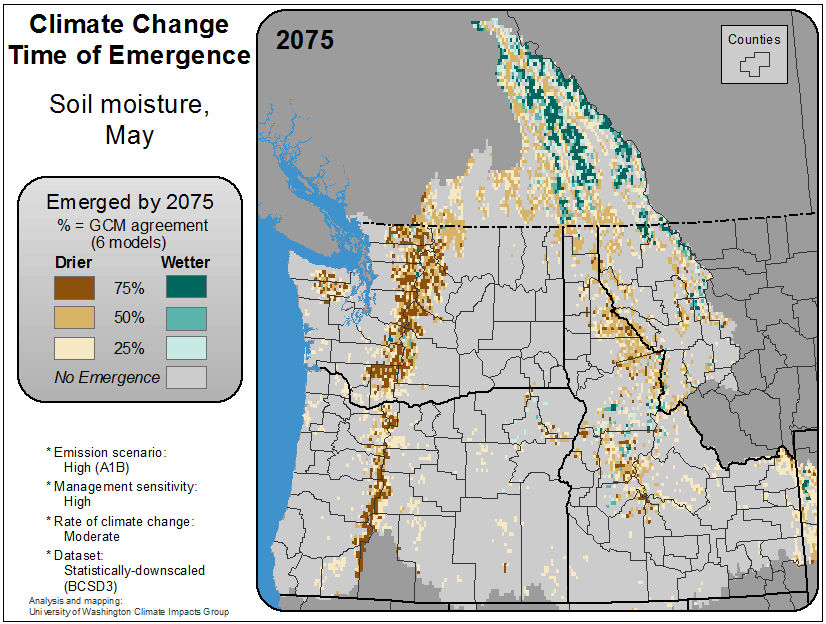 Climate Change
Time of Emergence
Soil moisture,
May
2075
Counties
Emerged by 2075
% = GCM agreement
(6 models)
Drier Wetter
75%
50%
25%
No Emergence
* Emission scenario:
High (A1B)
* Management sensitivity:
High
* Rate of climate change:
Moderate
* Dataset:
Statistically-downscaled
(BCSD3)
Analysis and mapping:
University of Washington Climate Impacts Group